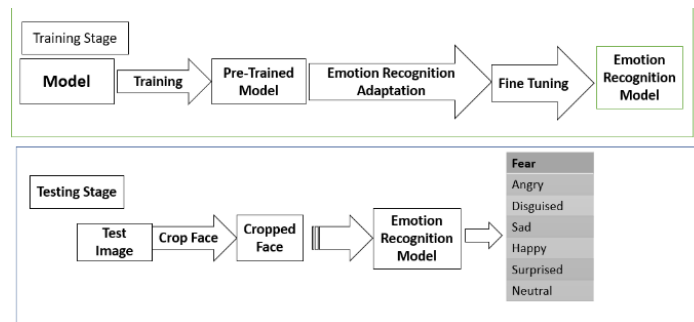 Training Stage
Model
Training
Pre-Trained
Model
Emotion Recognition
Adaptation
Fine Tuning
Emotion
Recognition
Model
Testing Stage
Test
Image
Crop Face
Cropped
Face
Emotion
Recognition
Model
Fear
Angry
Disguised
Sad
Happy
Surprised
Neutral